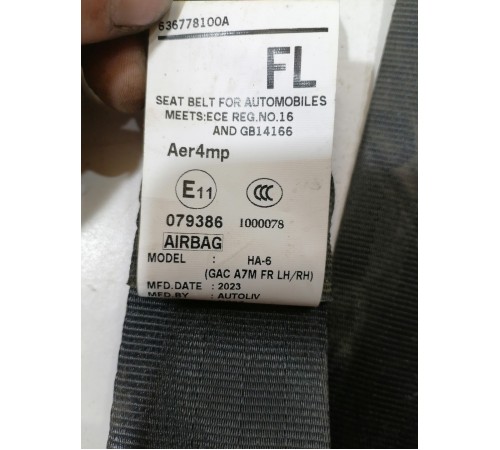 636778100A
FL
SEAT BELT FOR AUTOMOBILES
MEETS:ECE REG.NO.16
AND GB14166
Aer4mp
E11
CCC
079386 1000078
AIRBAG
MODEL : HA-6
(GAC A7M FR LH/RH)
MFD.DATE : 2023
MFD.BY : AUTOLIV